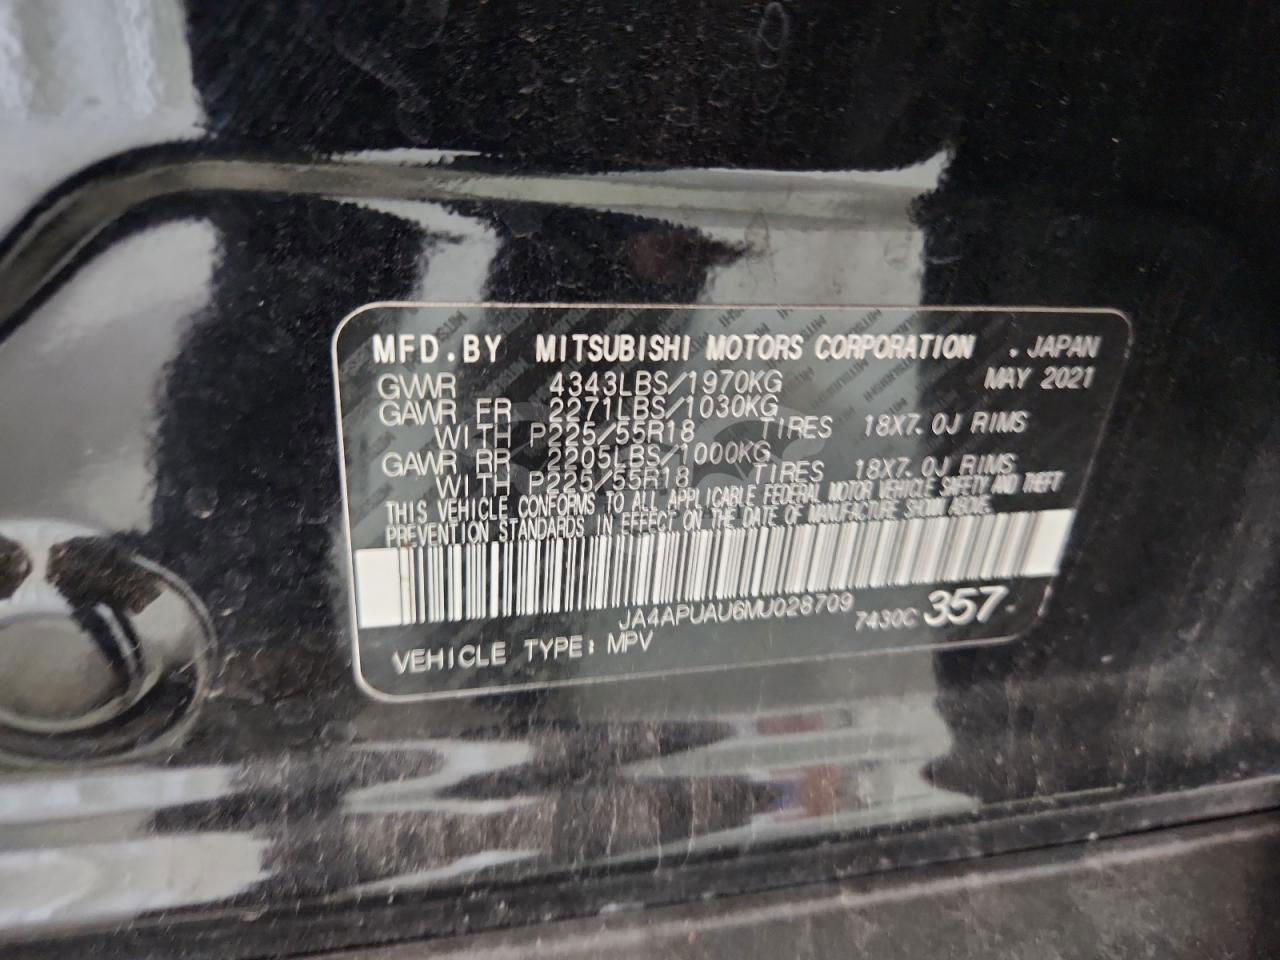 MFD.BY MITSUBISHI MOTORS CORPORATION . JAPAN
GVWR 4343LBS/1970KG MAY 2021
GAWR FR 2271LBS/1030KG
WITH P225/55R18 TIRES 18X7.0J RIMS
GAWR RR 2205LBS/1000KG
WITH P225/55R18 TIRES 18X7.0J RIMS
THIS VEHICLE CONFORMS TO ALL APPLICABLE FEDERAL MOTOR VEHICLE SAFETY AND THEFT
PREVENTION STANDARDS IN EFFECT ON THE DATE OF MANUFACTURE SHOWN ABOVE.
JA4APUAU6MJ028709
7430C 357
VEHICLE TYPE: MPV